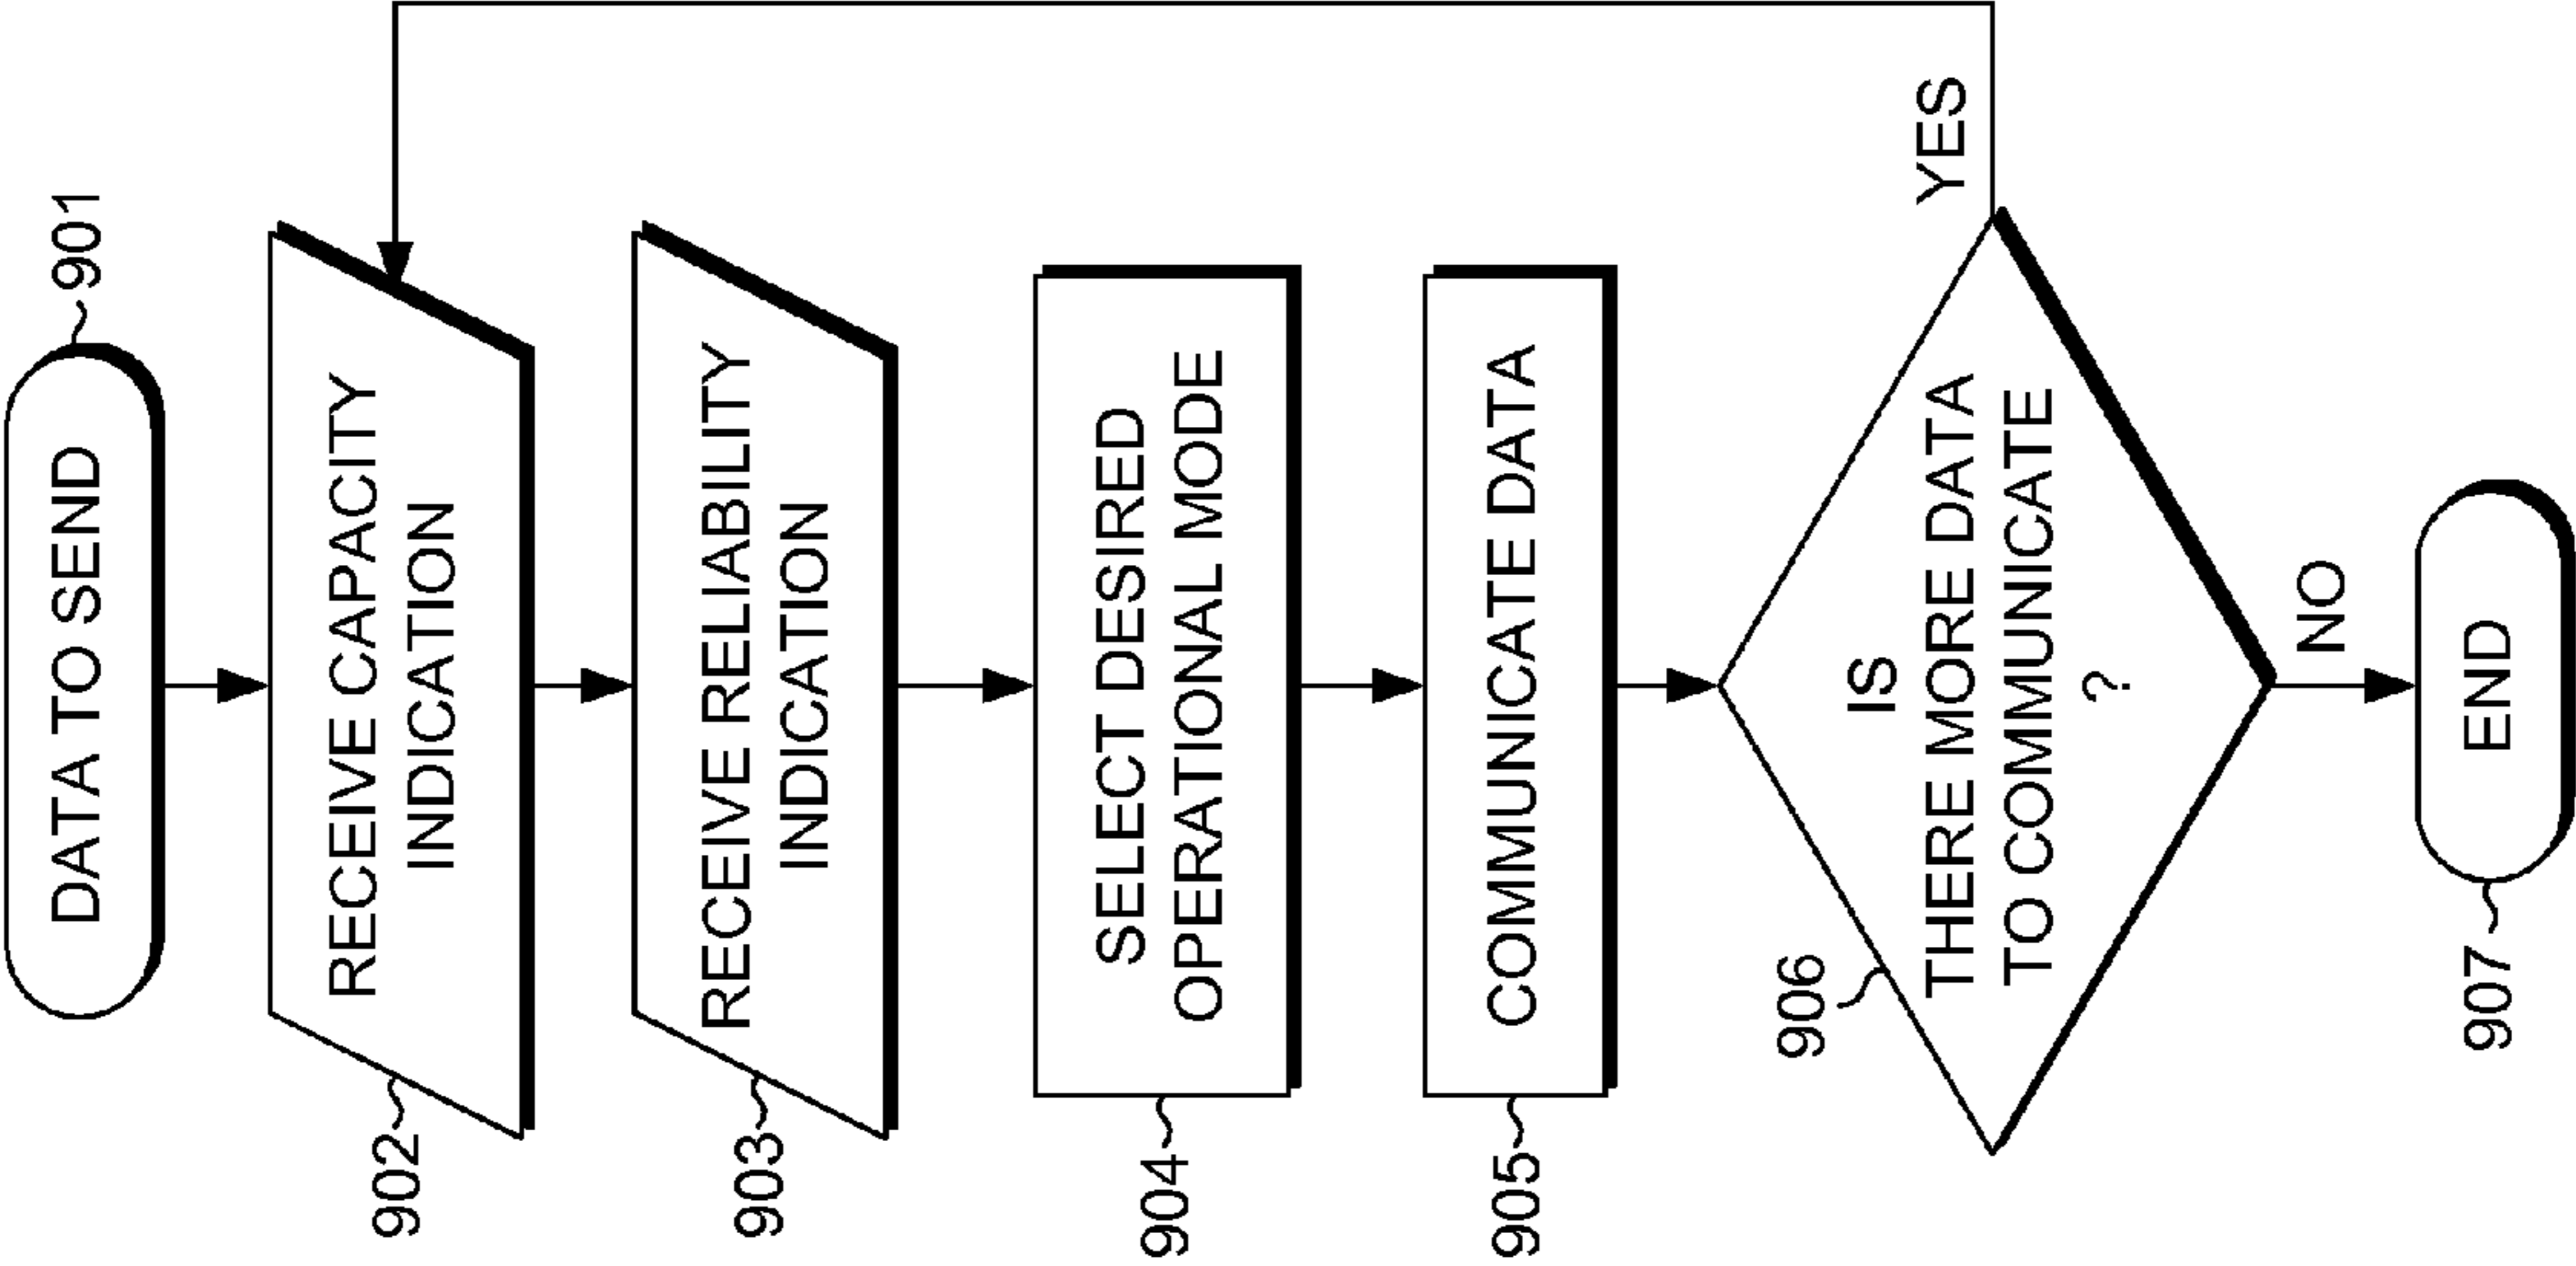 DATA TO SEND
901
RECEIVE CAPACITY
INDICATION
902
RECEIVE RELIABILITY
INDICATION
903
SELECT DESIRED
OPERATIONAL MODE
904
COMMUNICATE DATA
905
IS
THERE MORE DATA
TO COMMUNICATE
?
906
YES
NO
END
907